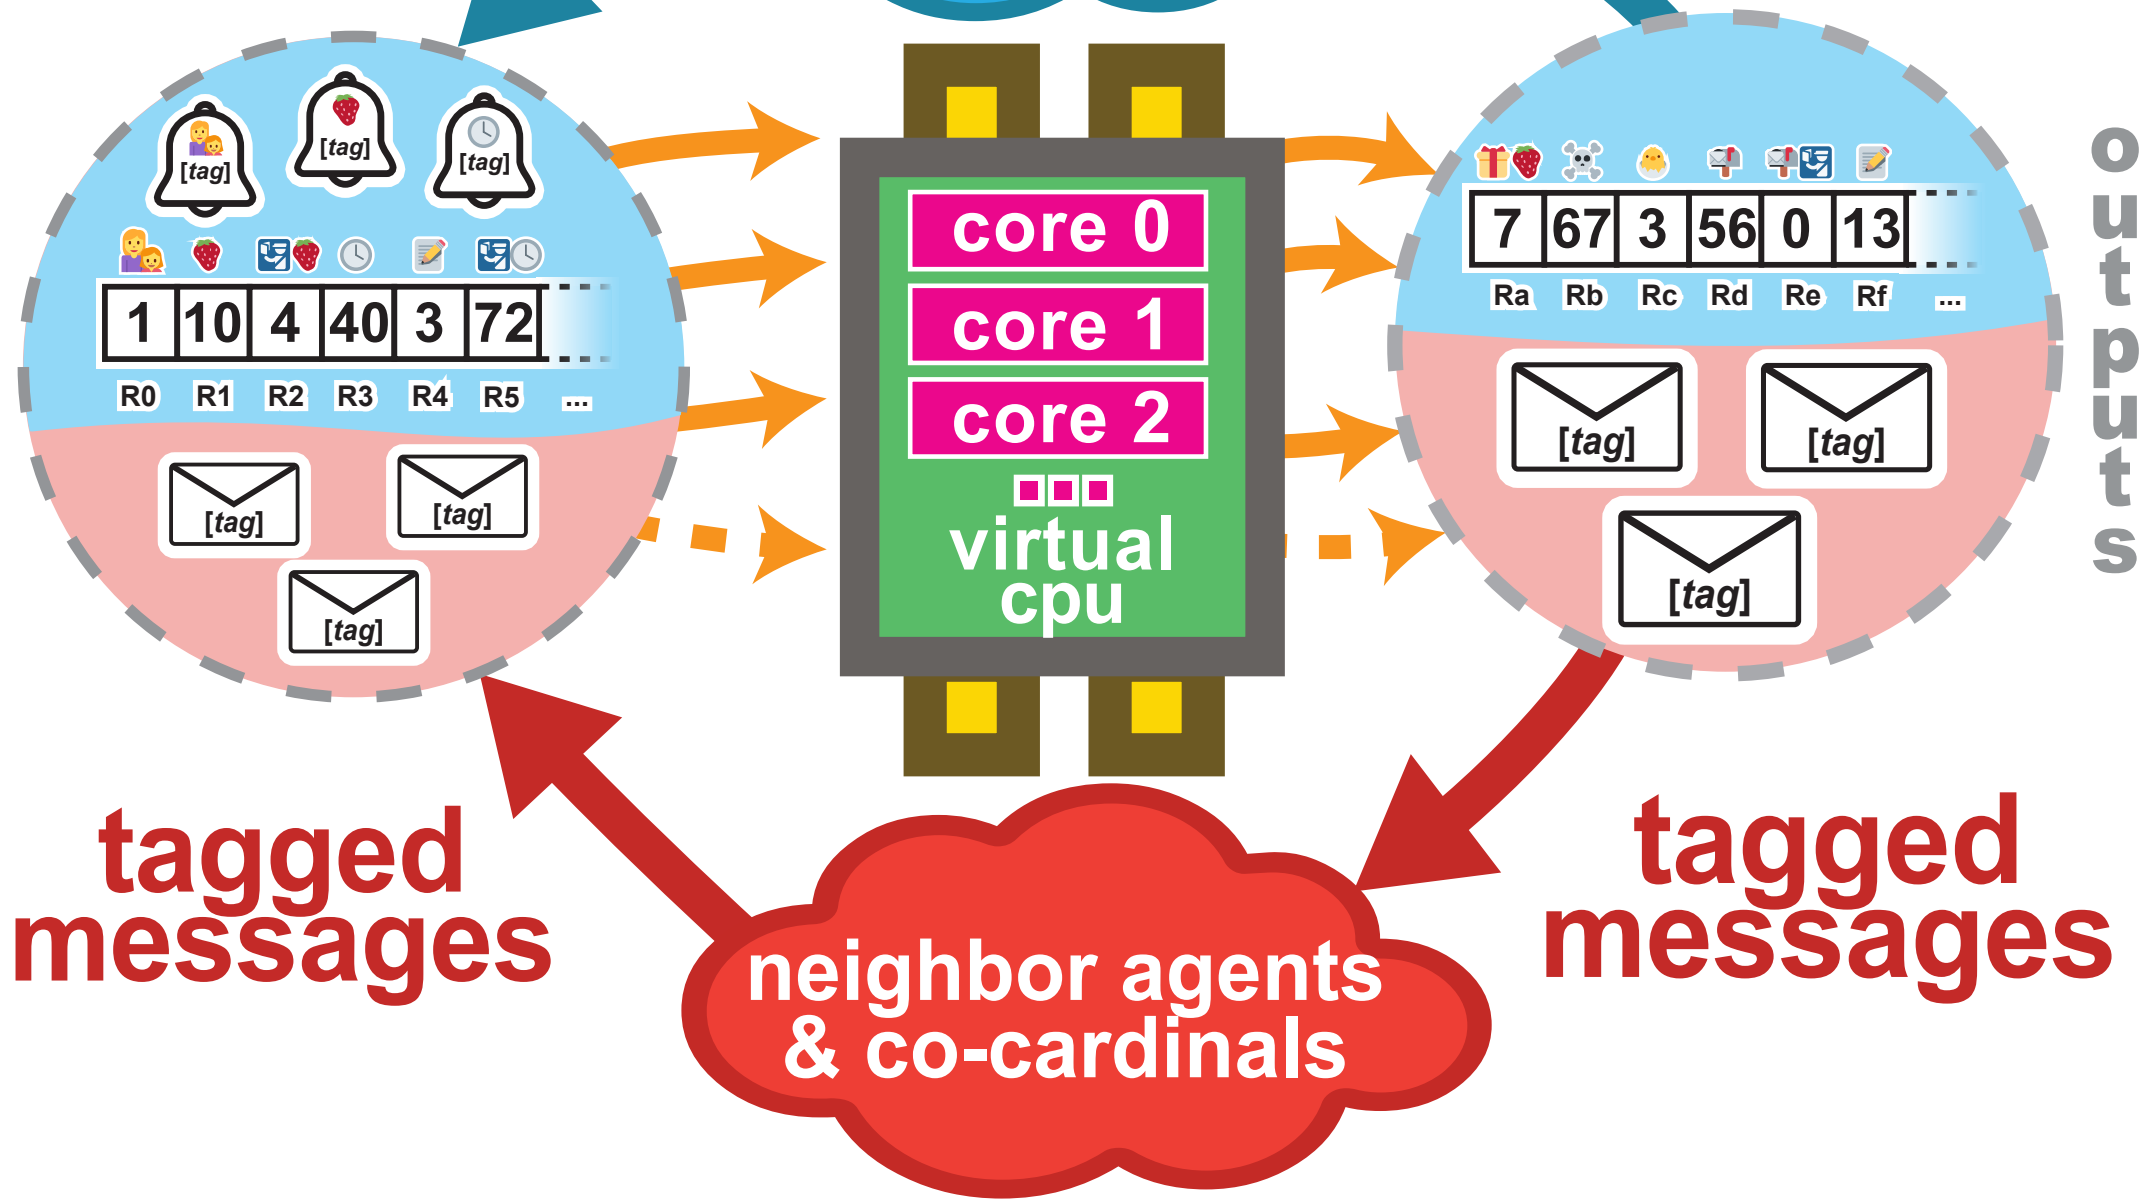 [tag]
[tag]
[tag]
1 10 4 40 3 72
R0 R1 R2 R3 R4 R5 ...
[tag]
[tag]
[tag]
core 0
core 1
core 2
virtual
cpu
7 67 3 56 0 13
Ra Rb Rc Rd Re Rf ...
[tag]
[tag]
[tag]
outputs
tagged
messages
neighbor agents
& co-cardinals
tagged
messages